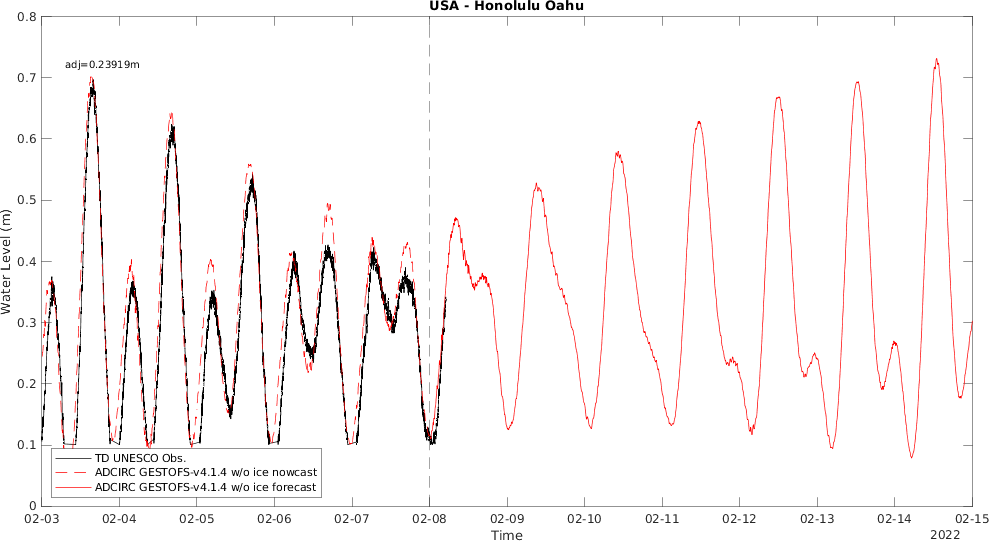 USA - Honolulu Oahu
adj=0.23919m
0.8
0.7
0.6
0.5
0.4
0.3
0.2
0.1
0
Water Level (m)
TD UNESCO Obs.
ADCIRC GESTOFS-v4.1.4 w/o ice nowcast
ADCIRC GESTOFS-v4.1.4 w/o ice forecast
02-03 02-04 02-05 02-06 02-07 02-08 02-09 02-10 02-11 02-12 02-13 02-14 02-15
Time
2022